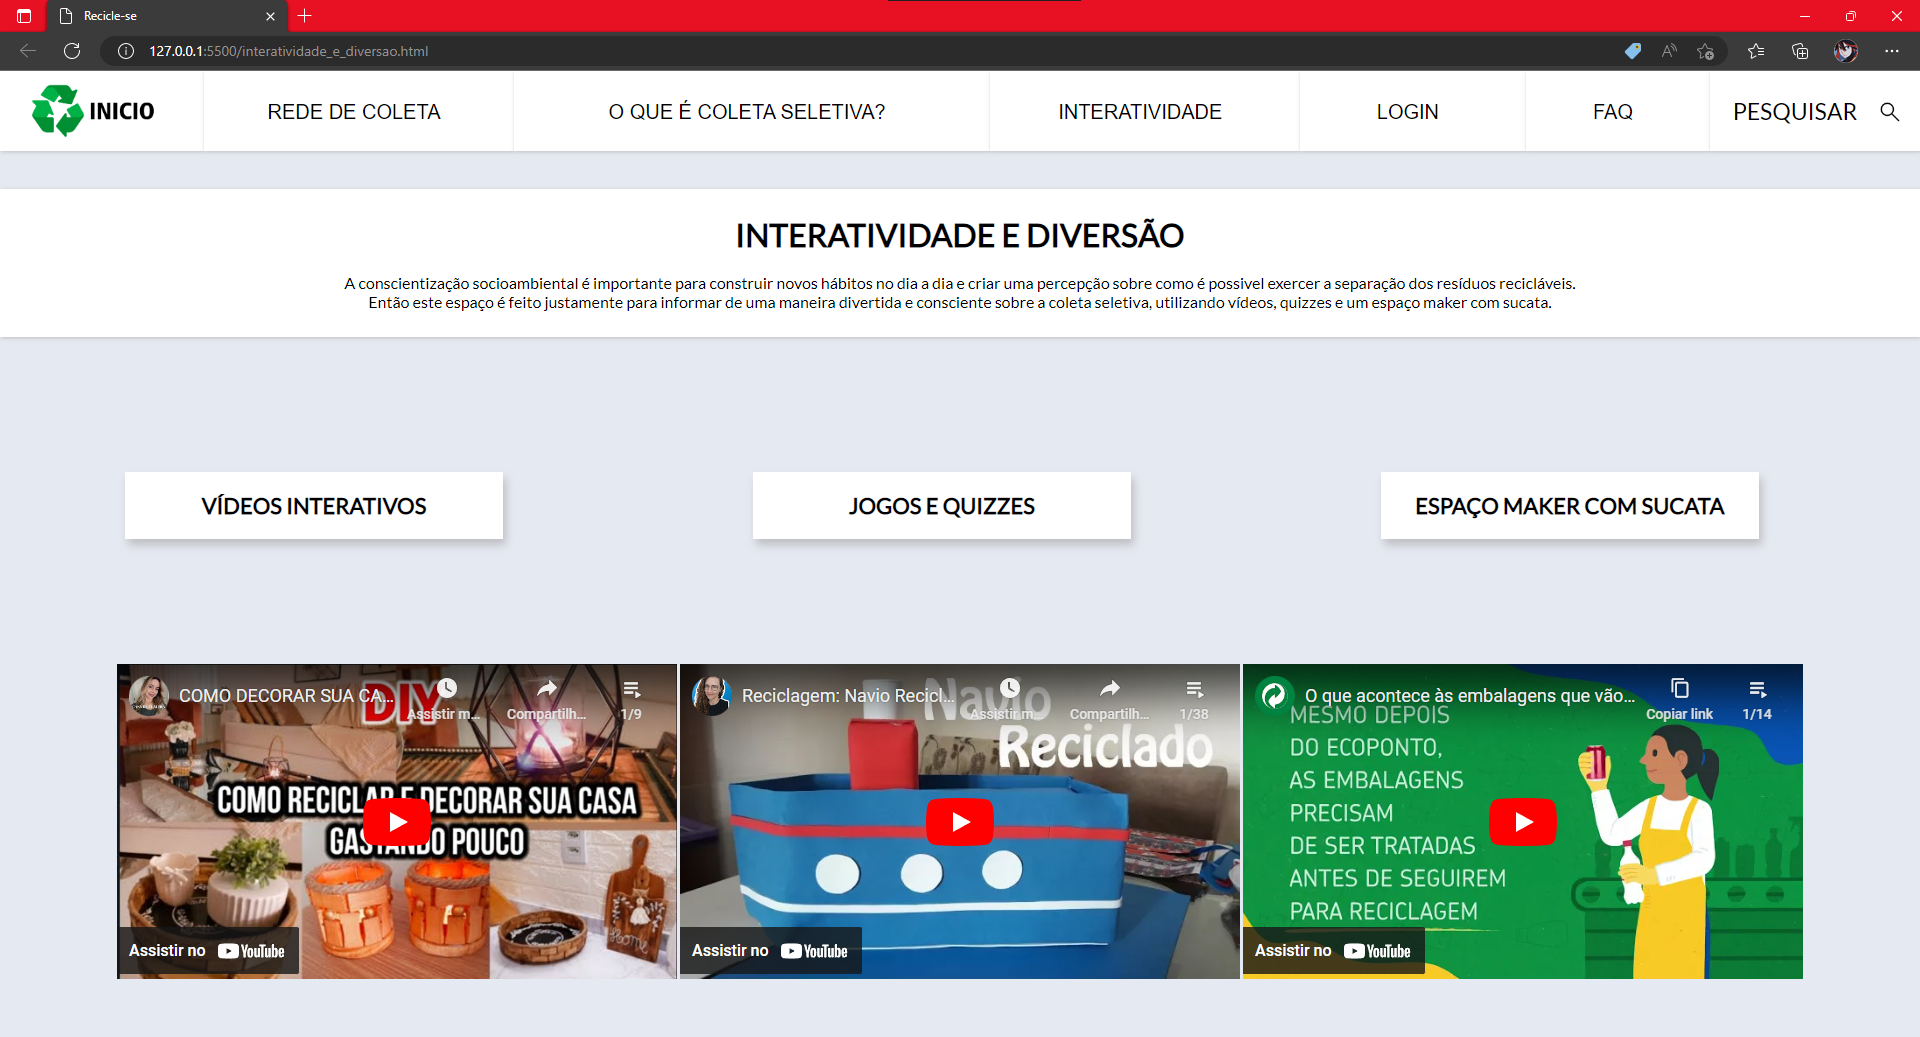 Recicle-se
127.0.0.1:5500/interatividade_e_diversao.html
INICIO
REDE DE COLETA
O QUE É COLETA SELETIVA?
INTERATIVIDADE
LOGIN
FAQ
PESQUISAR
INTERATIVIDADE E DIVERSÃO
A conscientização socioambiental é importante para construir novos hábitos no dia a dia e criar uma percepção sobre como é possivel exercer a separação dos resíduos recicláveis.
Então este espaço é feito justamente para informar de uma maneira divertida e consciente sobre a coleta seletiva, utilizando vídeos, quizzes e um espaço maker com sucata.
VÍDEOS INTERATIVOS
JOGOS E QUIZZES
ESPAÇO MAKER COM SUCATA
COMO DECORAR SUA CA...
Assistir m...
Compartilh...
1/9
DIY
COMO RECICLAR E DECORAR SUA CASA
GASTANDO POUCO
Home
Assistir no YouTube
Reciclagem: Navio Recicl...
Assistir m...
Compartilh...
1/38
Navio
Reciclado
Assistir no YouTube
O que acontece às embalagens que vão...
Copiar link
1/14
MESMO DEPOIS
DO ECOPONTO,
AS EMBALAGENS
PRECISAM
DE SER TRATADAS
ANTES DE SEGUIREM
PARA RECICLAGEM
Assistir no YouTube